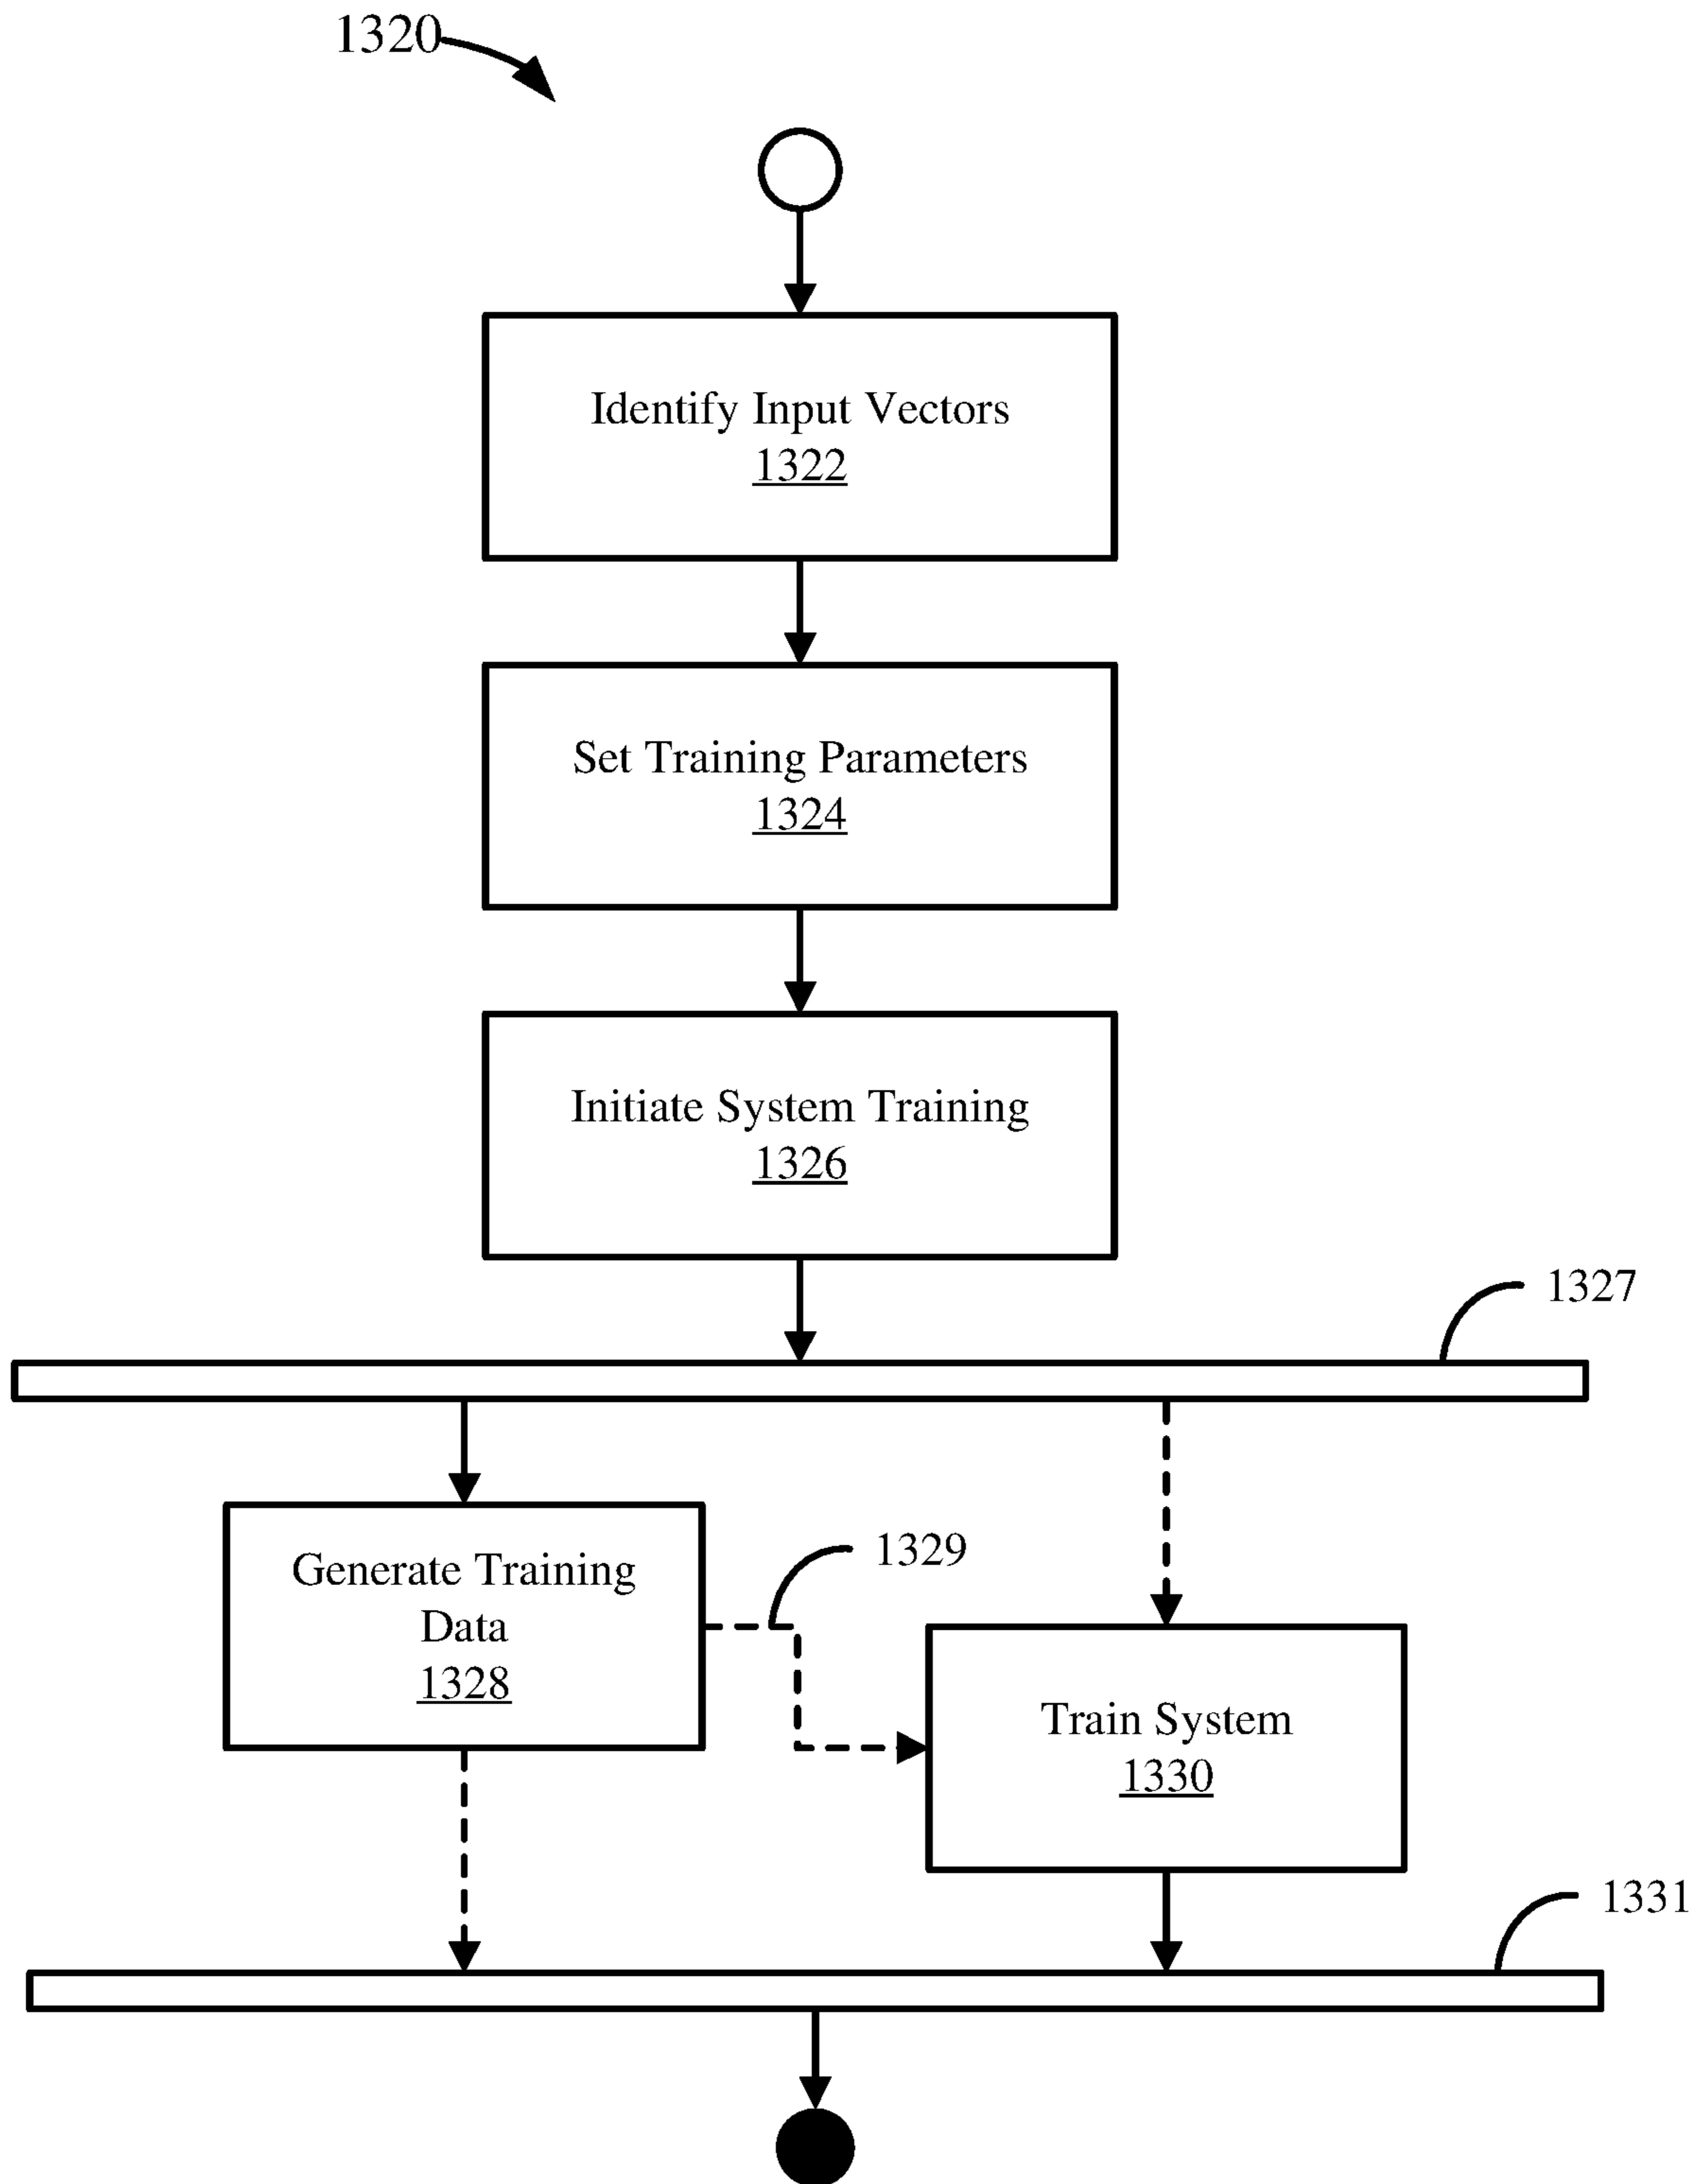 1320
Identify Input Vectors
1322
Set Training Parameters
1324
Initiate System Training
1326
1327
Generate Training
Data
1328
1329
Train System
1330
1331